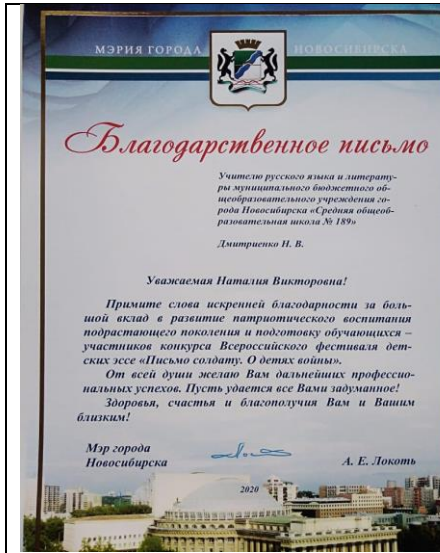 МЭРИЯ ГОРОДА НОВОСИБИРСКА
Благодарственное письмо
Учителю русского языка и литерату-
ры муниципального бюджетного об-
щеобразовательного учреждения го-
рода Новосибирска «Средняя общеоб-
разовательная школа № 189»
Дмитриенко Н. В.
Уважаемая Наталия Викторовна!
Примите слова искренней благодарности за боль-
шой вклад в развитие патриотического воспитания
подрастающего поколения и подготовку обучающихся –
участников конкурса Всероссийского фестиваля дет-
ских эссе «Письмо солдату. О детях войны».
От всей души желаю Вам дальнейших профессио-
нальных успехов. Пусть удается все Вами задуманное!
Здоровья, счастья и благополучия Вам и Вашим
близким!
Мэр города
Новосибирска
А. Е. Локоть
2020